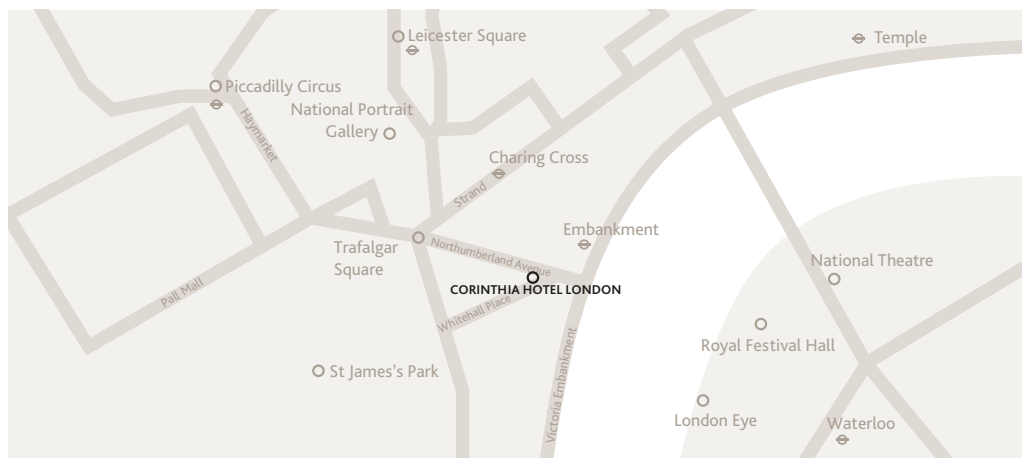 Leicester Square
Temple
Piccadilly Circus
National Portrait
Gallery
Haymarket
Charing Cross
Strand
Embankment
Trafalgar
Square
Northumberland Avenue
National Theatre
Pall Mall
CORINTHIA HOTEL LONDON
Whitehall Place
Royal Festival Hall
St James's Park
Victoria Embankment
London Eye
Waterloo